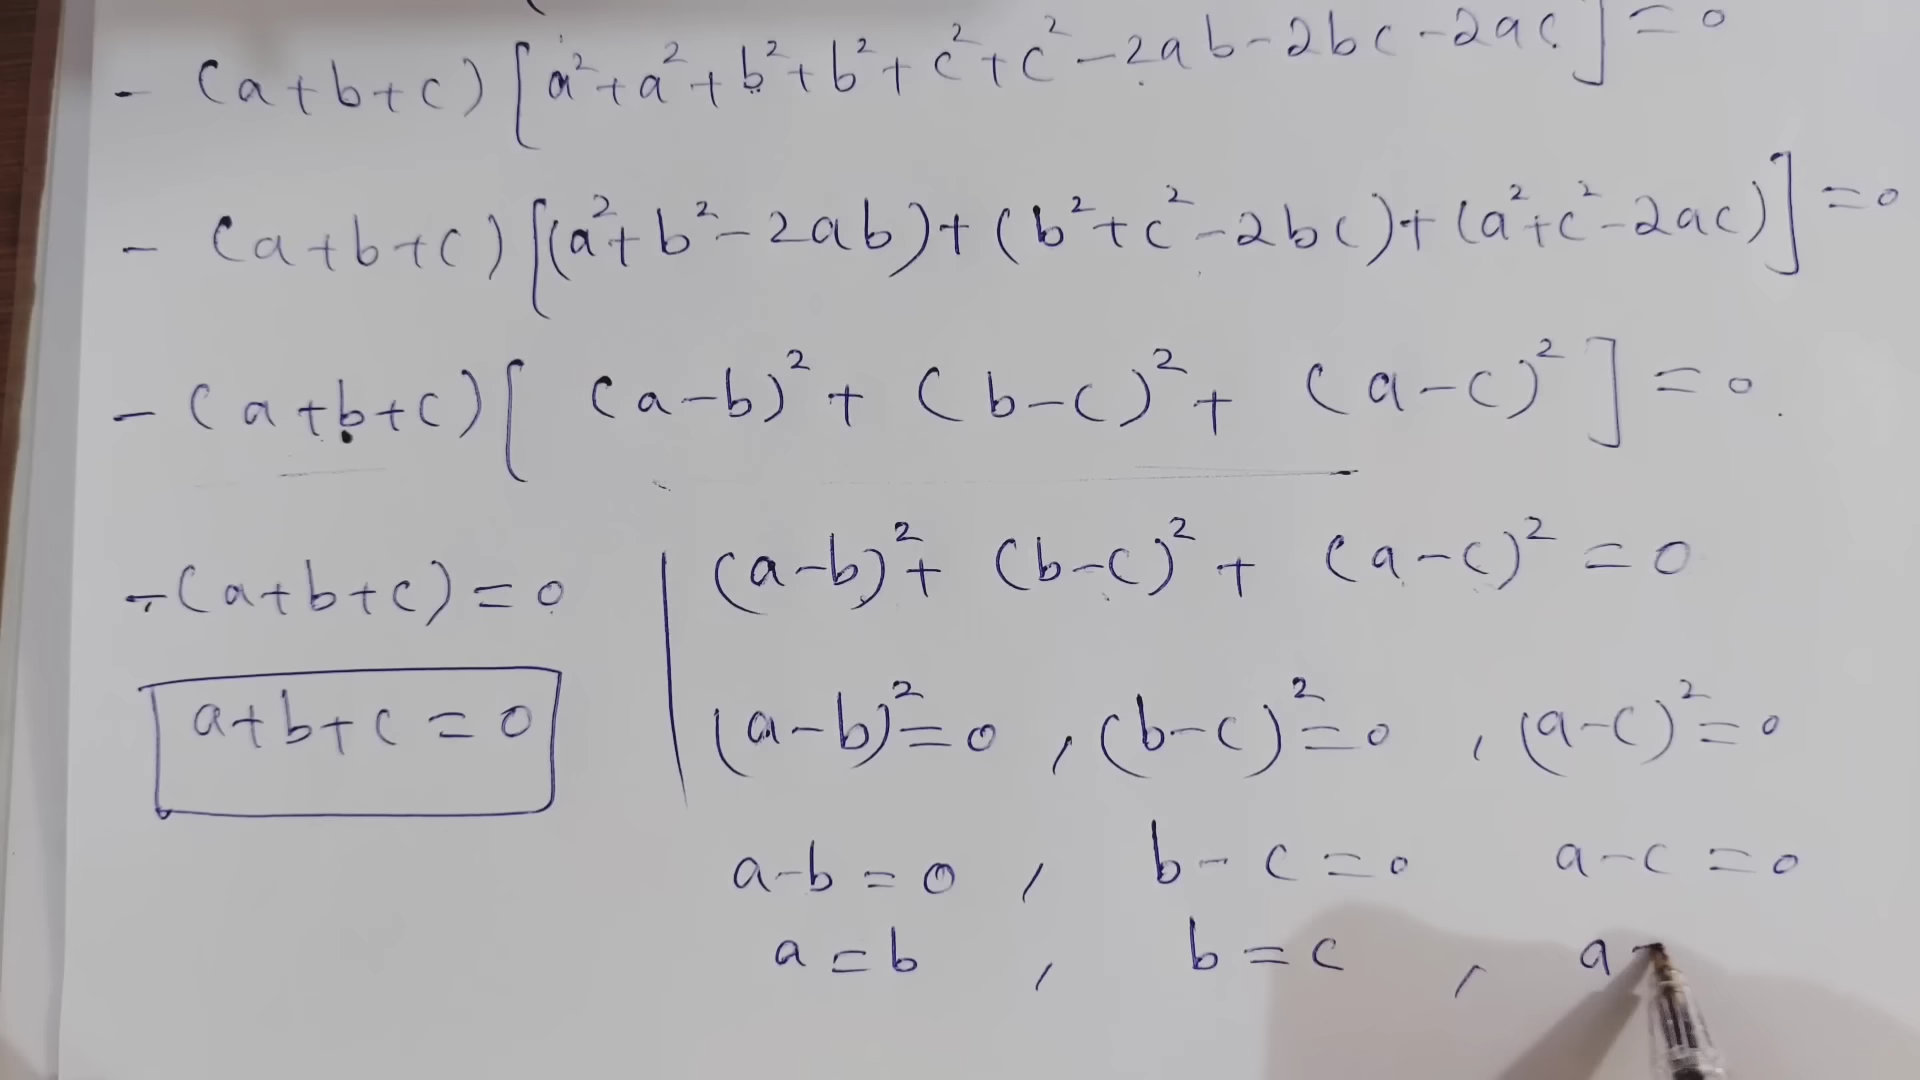 - (a+b+c) [a²+a²+b²+b²+c²+c²-2ab-2bc-2ac] = 0
- (a+b+c) [(a²+b²-2ab)+(b²+c²-2bc)+(a²+c²-2ac)] = 0
- (a+b+c) [ (a-b)² + (b-c)² + (a-c)² ] = 0
-(a+b+c) = 0 | (a-b)² + (b-c)² + (a-c)² = 0
a+b+c = 0 | (a-b)² = 0 , (b-c)² = 0 , (a-c)² = 0
a-b = 0 , b-c = 0 a-c = 0
a = b , b = c , a